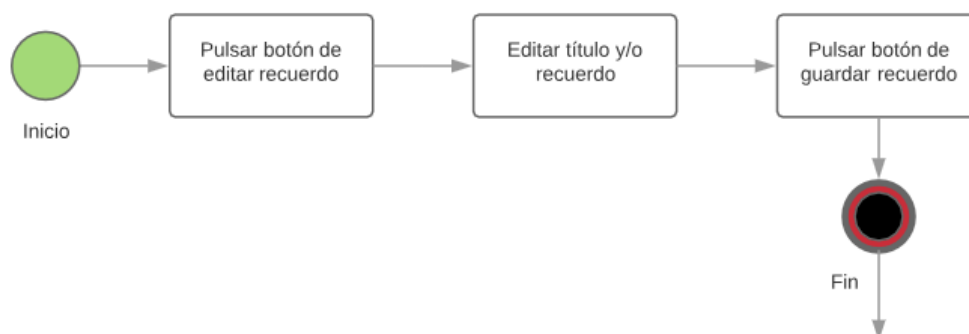 Pulsar botón de
editar recuerdo
Editar título y/o
recuerdo
Pulsar botón de
guardar recuerdo
Inicio
Fin